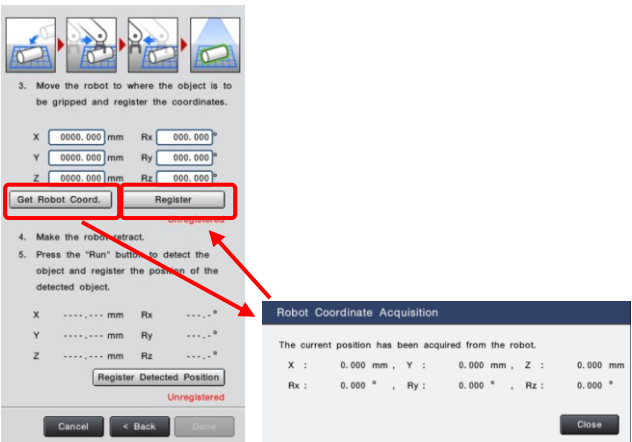 3. Move the robot to where the object is to
be gripped and register the coordinates.
X 0000.000 mm Rx 000.000 °
Y 0000.000 mm Ry 000.000 °
Z 0000.000 mm Rz 000.000 °
Get Robot Coord. Register
Unregistered
4. Make the robot retract.
5. Press the "Run" button to detect the
object and register the position of the
detected object.
X ----.--- mm Rx ---.-°
Y ----.--- mm Ry ---.-°
Z ----.--- mm Rz ---.-°
Register Detected Position
Unregistered
Cancel < Back Done
Robot Coordinate Acquisition
The current position has been acquired from the robot.
X : 0.000 mm , Y : 0.000 mm , Z : 0.000 mm
Rx : 0.000 ° , Ry : 0.000 ° , Rz : 0.000 °
Close